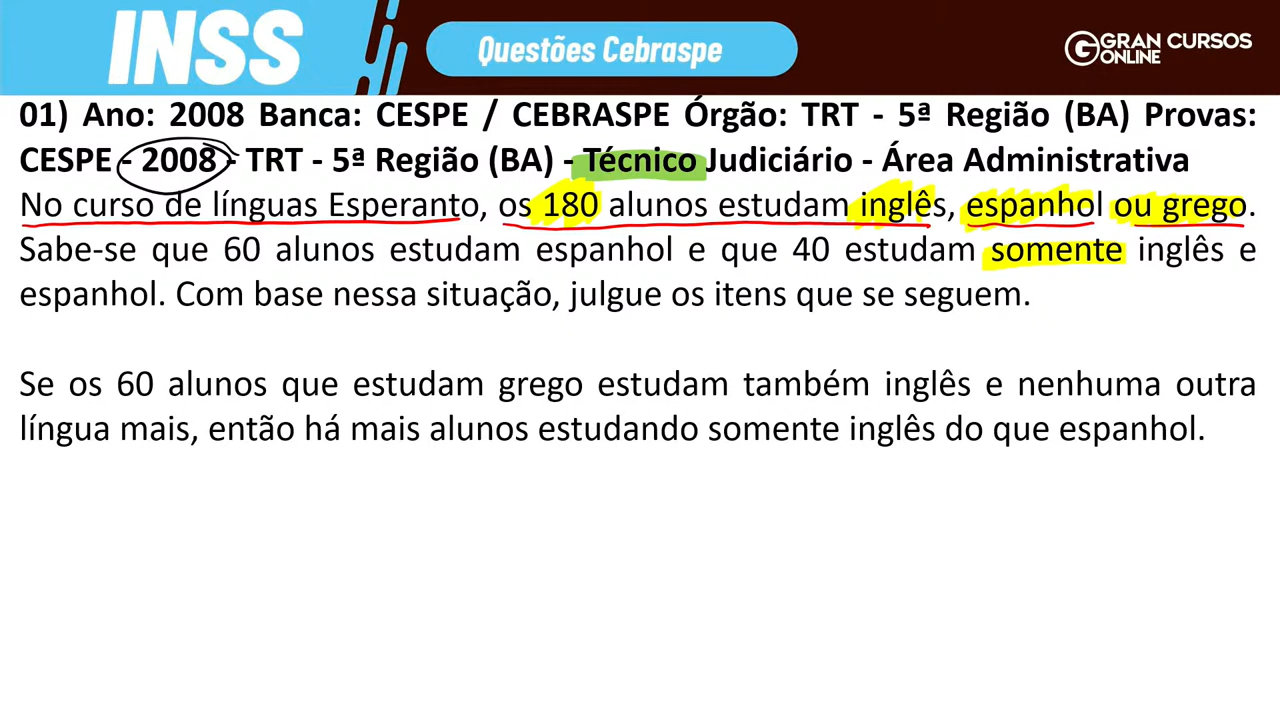 INSS
Questões Cebraspe
GRAN CURSOS
ONLINE
01) Ano: 2008 Banca: CESPE / CEBRASPE Órgão: TRT - 5ª Região (BA) Provas:
CESPE - 2008 - TRT - 5ª Região (BA) - Técnico Judiciário - Área Administrativa
No curso de línguas Esperanto, os 180 alunos estudam inglês, espanhol ou grego.
Sabe-se que 60 alunos estudam espanhol e que 40 estudam somente inglês e
espanhol. Com base nessa situação, julgue os itens que se seguem.
Se os 60 alunos que estudam grego estudam também inglês e nenhuma outra
língua mais, então há mais alunos estudando somente inglês do que espanhol.